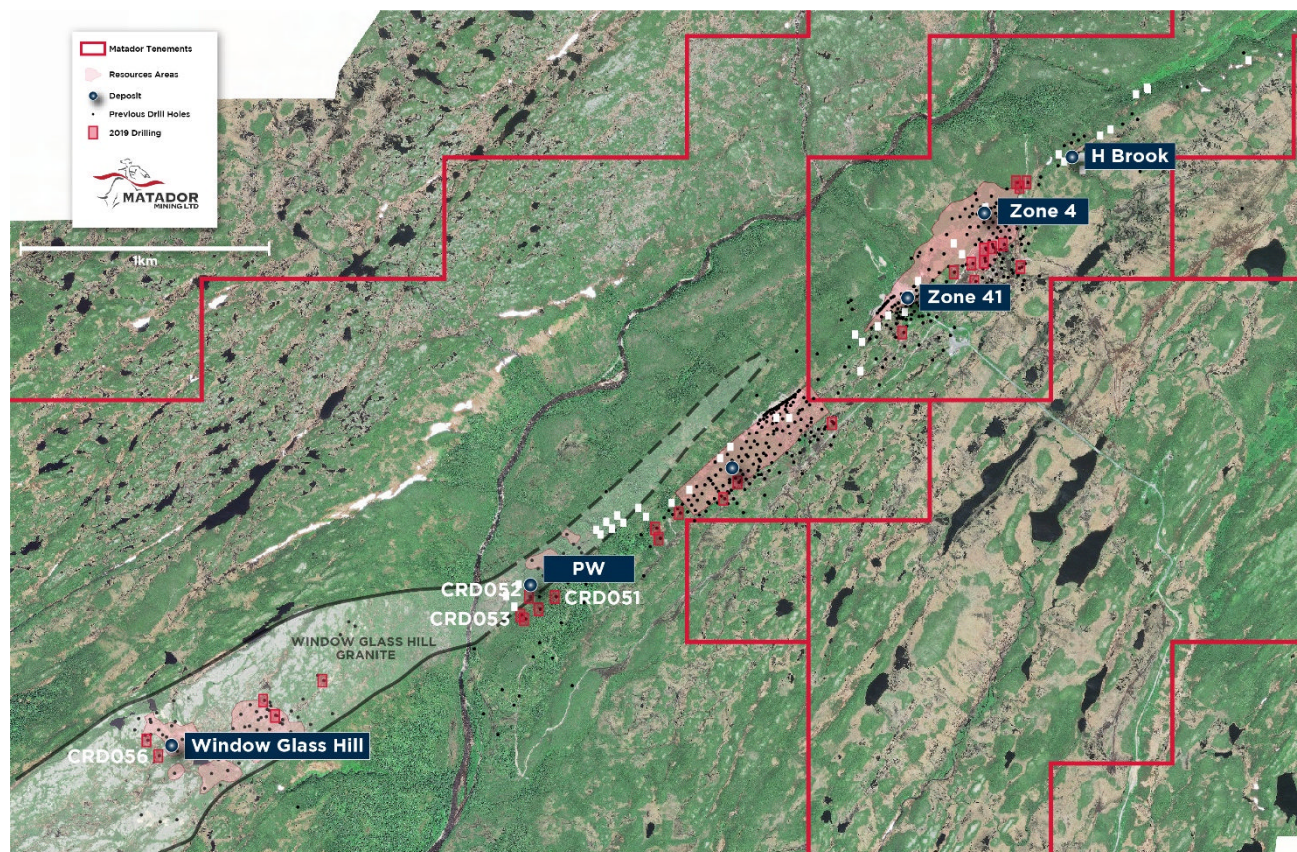 Matador Tenements
Resources Areas
Deposit
Previous Drill Holes
2019 Drilling
MATADOR
MINING LTD
1km
H Brook
Zone 4
Zone 41
PW
CRD052
CRD051
CRD053
WINDOW GLASS HILL
GRANITE
Window Glass Hill
CRD056